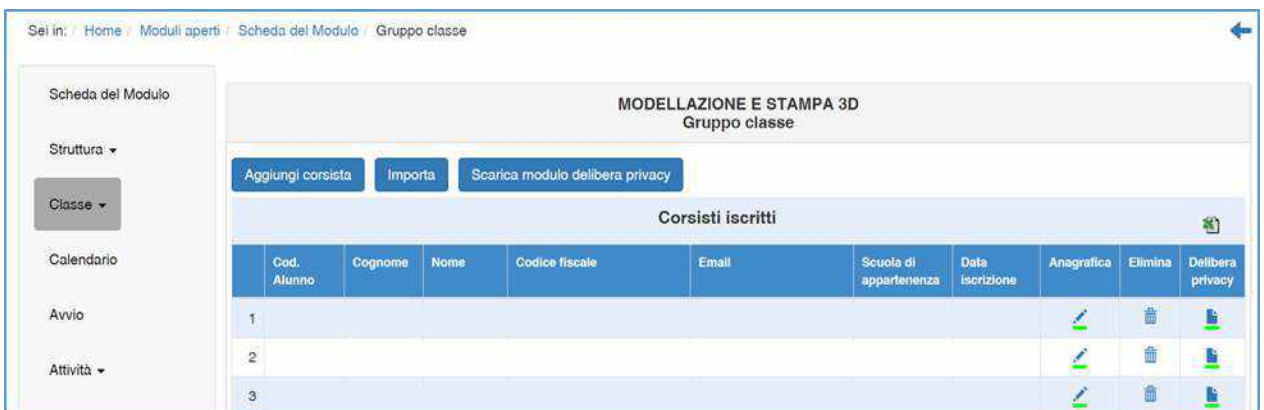 Sei in: / Home / Moduli aperti / Scheda del Modulo / Gruppo classe
Scheda del Modulo
Struttura
Classe
Calendario
Avvio
Attività
MODELLAZIONE E STAMPA 3D
Gruppo classe
Aggiungi corsista Importa Scarica modulo delibera privacy
Corsisti iscritti
Cod. Alunno Cognome Nome Codice fiscale Email Scuola di appartenenza Data iscrizione Anagrafica Elimina Delibera privacy
1
2
3